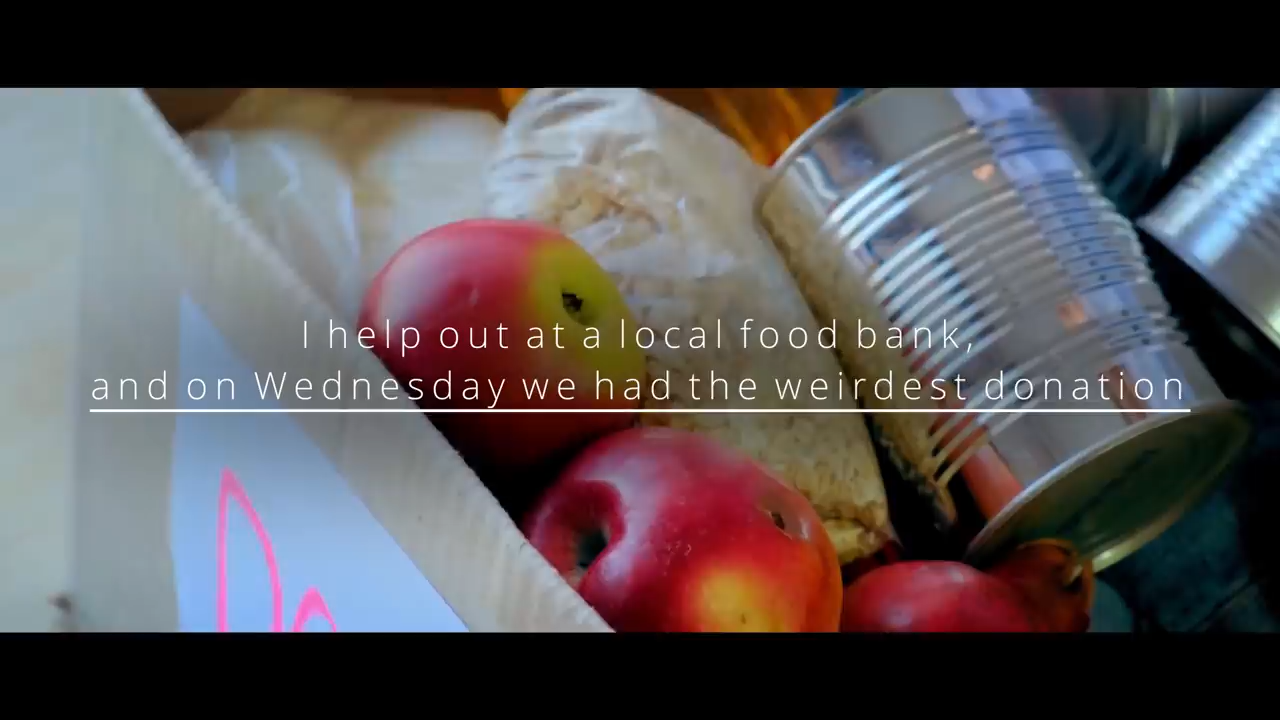 I help out at a local food bank,
and on Wednesday we had the weirdest donation